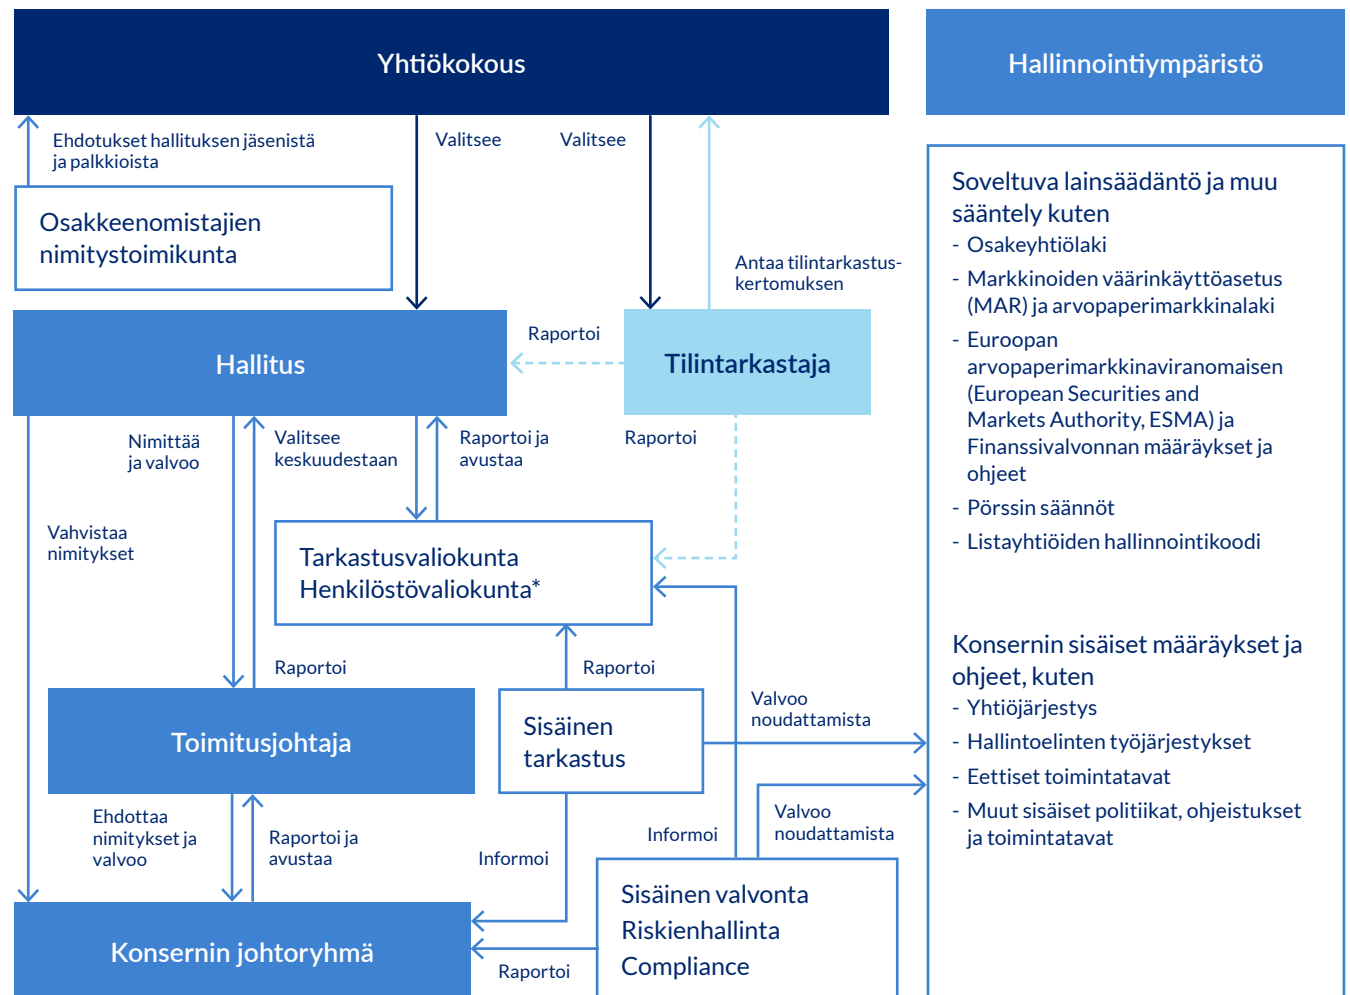 Yhtiökokous
Hallinnointiympäristö
Ehdotukset hallituksen jäsenistä
ja palkkioista
Valitsee
Valitsee
Osakkeenomistajien
nimitystoimikunta
Antaa tilintarkastus-
kertomuksen
Hallitus
Raportoi
Tilintarkastaja
Nimittää
ja valvoo
Valitsee
keskuudestaan
Raportoi ja
avustaa
Raportoi
Vahvistaa
nimitykset
Tarkastusvaliokunta
Henkilöstövaliokunta*
Raportoi
Raportoi
Toimitusjohtaja
Sisäinen
tarkastus
Valvoo
noudattamista
Ehdottaa
nimitykset ja
valvoo
Raportoi ja
avustaa
Informoi
Informoi
Valvoo
noudattamista
Konsernin johtoryhmä
Raportoi
Sisäinen valvonta
Riskienhallinta
Compliance
Soveltuva lainsäädäntö ja muu
sääntely kuten
- Osakeyhtiölaki
- Markkinoiden väärinkäyttöasetus
(MAR) ja arvopaperimarkkinalaki
- Euroopan
arvopaperimarkkinaviranomaisen
(European Securities and
Markets Authority, ESMA) ja
Finanssivalvonnan määräykset ja
ohjeet
- Pörssin säännöt
- Listayhtiöiden hallinnointikoodi
Konsernin sisäiset määräykset ja
ohjeet, kuten
- Yhtiöjärjestys
- Hallintoelinten työjärjestykset
- Eettiset toimintatavat
- Muut sisäiset politiikat, ohjeistukset
ja toimintatavat